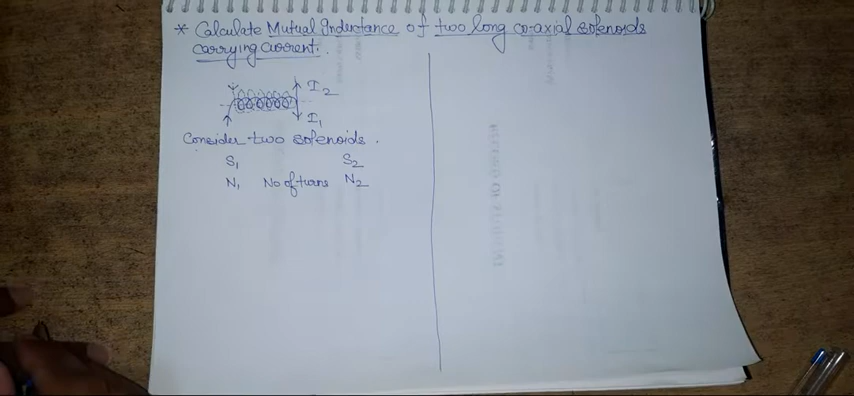 * Calculate Mutual Inductance of two long co-axial solenoids
carrying current.
I2
I1
Consider two solenoids.
S1 S2
N1 No of turns N2